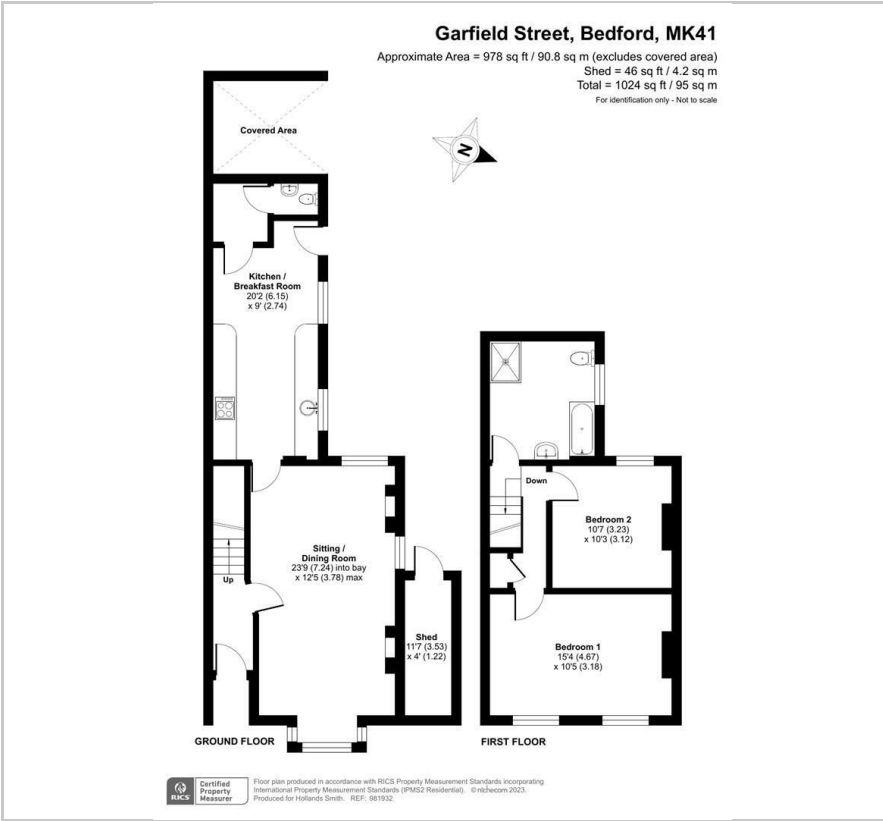 Garfield Street, Bedford, MK41
Approximate Area = 978 sq ft / 90.8 sq m (excludes covered area)
Shed = 46 sq ft / 4.2 sq m
Total = 1024 sq ft / 95 sq m
For identification only - Not to scale
Covered Area
N
Kitchen /
Breakfast Room
20'2 (6.15)
x 9' (2.74)
Sitting /
Dining Room
23'9 (7.24) into bay
x 12'5 (3.78) max
Up
Shed
11'7 (3.53)
x 4' (1.22)
GROUND FLOOR
Down
Bedroom 2
10'7 (3.23)
x 10'3 (3.12)
Bedroom 1
15'4 (4.67)
x 10'5 (3.18)
FIRST FLOOR
RICS
Certified
Property
Measurer
Floor plan produced in accordance with RICS Property Measurement Standards incorporating
International Property Measurement Standards (IPMS2 Residential). ©nichecom 2023.
Produced for Hollands Smith. REF: 981932